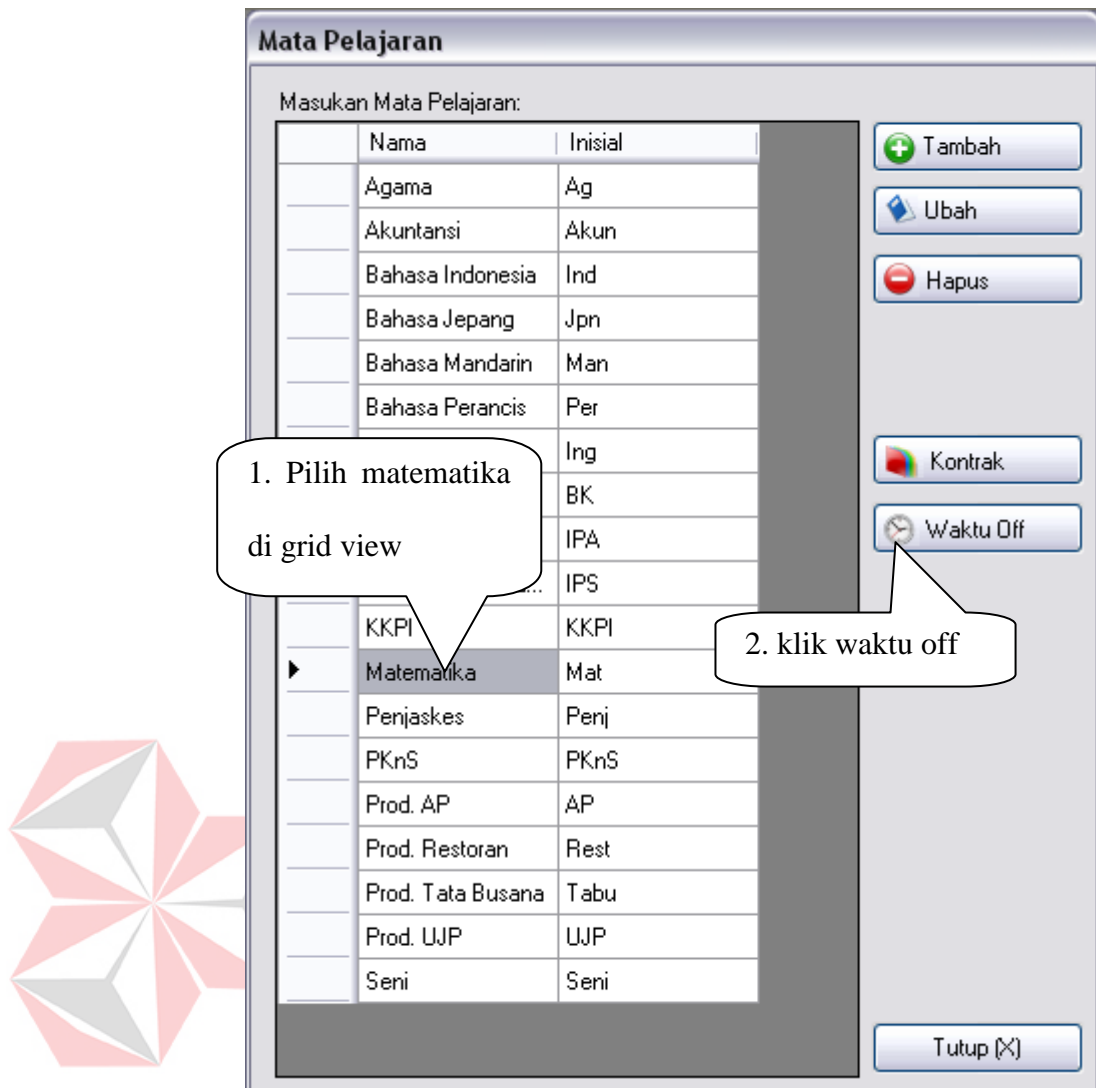 Mata Pelajaran
Masukan Mata Pelajaran:
Nama Inisial
Agama Ag
Akuntansi Akun
Bahasa Indonesia Ind
Bahasa Jepang Jpn
Bahasa Mandarin Man
Bahasa Perancis Per
Ing
BK
IPA
... IPS
KKPI KKPI
Matematika Mat
Penjaskes Penj
PKnS PKnS
Prod. AP AP
Prod. Restoran Rest
Prod. Tata Busana Tabu
Prod. UJP UJP
Seni Seni
1. Pilih matematika
di grid view
Tambah
Ubah
Hapus
Kontrak
Waktu Off
2. klik waktu off
Tutup (X)